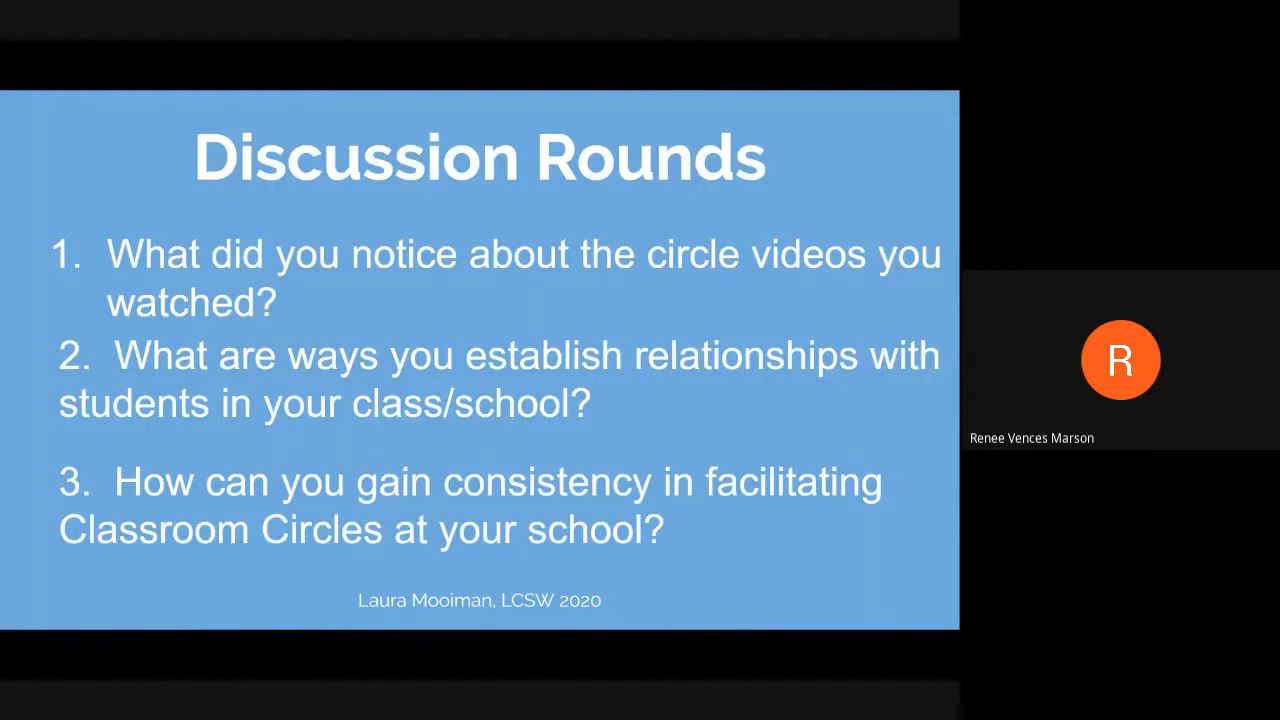 Discussion Rounds
1. What did you notice about the circle videos you
watched?
2. What are ways you establish relationships with
students in your class/school?
3. How can you gain consistency in facilitating
Classroom Circles at your school?
Laura Mooiman, LCSW 2020
R
Renee Vences Marson